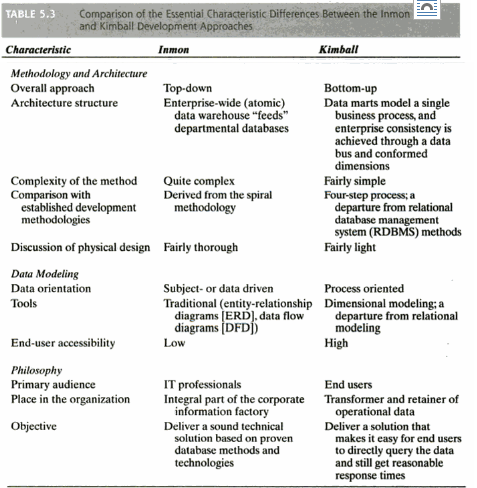 TABLE 5.3 Comparison of the Essential Characteristic Differences Between the Inmon
and Kimball Development Approaches
Characteristic Inmon Kimball
Methodology and Architecture
Overall approach Top-down Bottom-up
Architecture structure Enterprise-wide (atomic) Data marts model a single
data warehouse “feeds” business process, and
departmental databases enterprise consistency is
achieved through a data
bus and conformed
dimensions
Complexity of the method Quite complex Fairly simple
Comparison with Derived from the spiral Four-step process; a
established development methodology departure from relational
methodologies database management
system (RDBMS) methods
Discussion of physical design Fairly thorough Fairly light
Data Modeling
Data orientation Subject- or data driven Process oriented
Tools Traditional (entity-relationship Dimensional modeling; a
diagrams [ERD], data flow departure from relational
diagrams [DFD]) modeling
End-user accessibility Low High
Philosophy
Primary audience IT professionals End users
Place in the organization Integral part of the corporate Transformer and retainer of
information factory operational data
Objective Deliver a sound technical Deliver a solution that
solution based on proven makes it easy for end users
database methods and to directly query the data
technologies and still get reasonable
response times